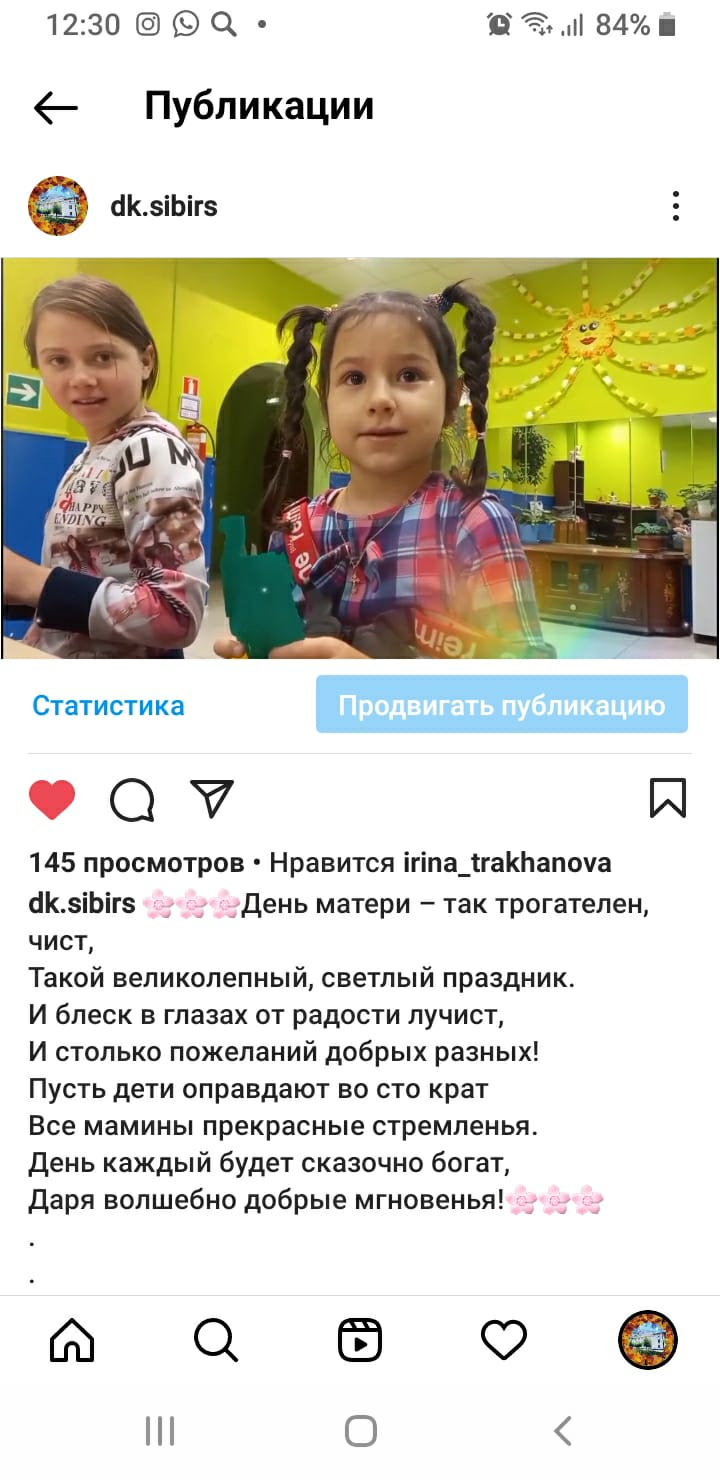 12:30
84%
Публикации
dk.sibirs
U M
HAPPY
ENDING
Статистика
Продвигать публикацию
145 просмотров • Нравится irina_trakhanova
dk.sibirs 🌸🌸🌸День матери – так трогателен,
чист,
Такой великолепный, светлый праздник.
И блеск в глазах от радости лучист,
И столько пожеланий добрых разных!
Пусть дети оправдают во сто крат
Все мамины прекрасные стремленья.
День каждый будет сказочно богат,
Даря волшебно добрые мгновенья!🌸🌸🌸
.
.